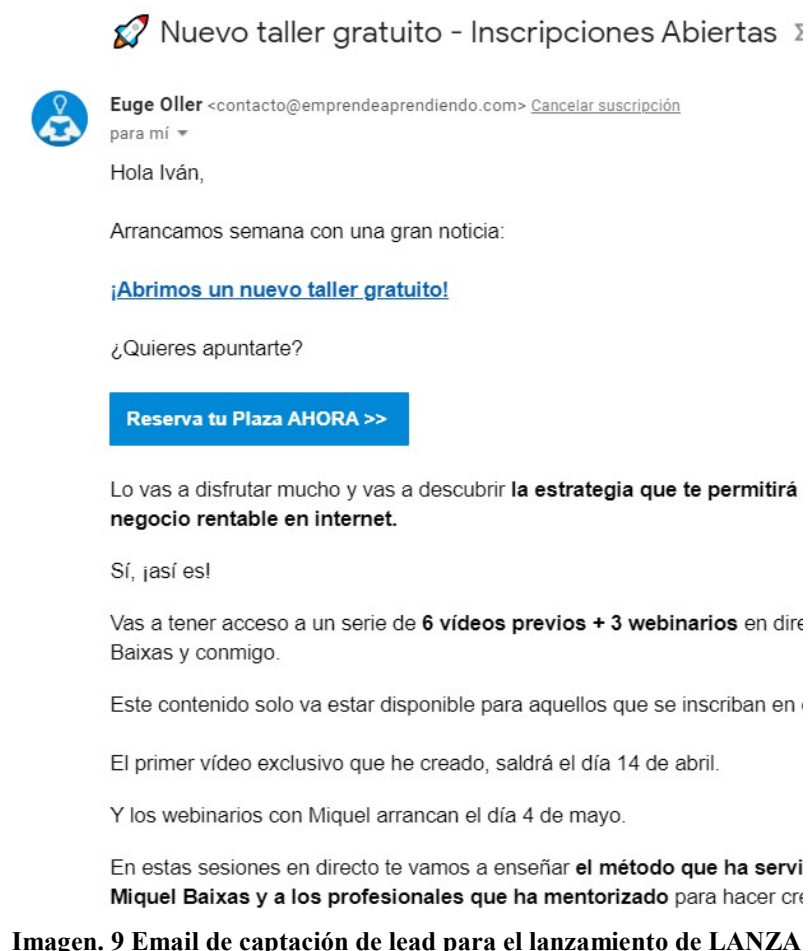 🚀 Nuevo taller gratuito - Inscripciones Abiertas
Euge Oller <contacto@emprendeaprendiendo.com> Cancelar suscripción
para mí
Hola Iván,
Arrancamos semana con una gran noticia:
¡Abrimos un nuevo taller gratuito!
¿Quieres apuntarte?
Reserva tu Plaza AHORA >>
Lo vas a disfrutar mucho y vas a descubrir la estrategia que te permitirá
negocio rentable en internet.
Sí, ¡así es!
Vas a tener acceso a un serie de 6 vídeos previos + 3 webinarios en
Baixas y conmigo.
Este contenido solo va estar disponible para aquellos que se inscriban en
El primer vídeo exclusivo que he creado, saldrá el día 14 de abril.
Y los webinarios con Miquel arrancan el día 4 de mayo.
En estas sesiones en directo te vamos a enseñar el método que ha
Miquel Baixas y a los profesionales que ha mentorizado para hacer
Imagen. 9 Email de captación de lead para el lanzamiento de LANZA